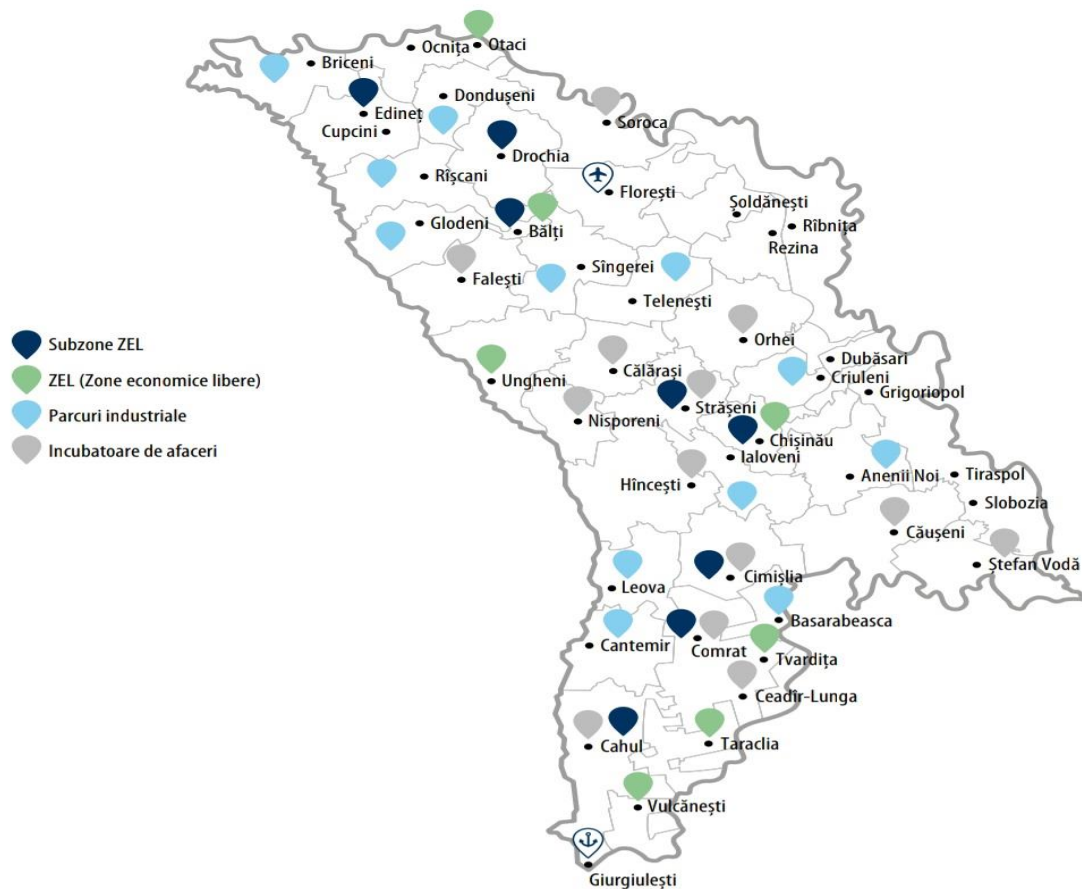 Otaci
Ocnița
Briceni
Dondușeni
Edineț
Soroca
Cupcini
Drochia
Rîșcani
Florești
Șoldănești
Glodeni
Rîbnița
Bălți
Rezina
Sîngerei
Falești
Telenești
Orhei
Subzone ZEL
Dubăsari
ZEL (Zone economice libere)
Ungheni
Călărași
Criuleni
Grigoriopol
Parcuri industriale
Strășeni
Nisporeni
Chișinău
Incubatoare de afaceri
Ialoveni
Anenii Noi
Tiraspol
Hîncești
Slobozia
Căușeni
Ștefan Vodă
Cimișlia
Leova
Basarabeasca
Cantemir
Comrat
Tvardița
Ceadîr-Lunga
Cahul
Taraclia
Vulcănești
Giurgiulești